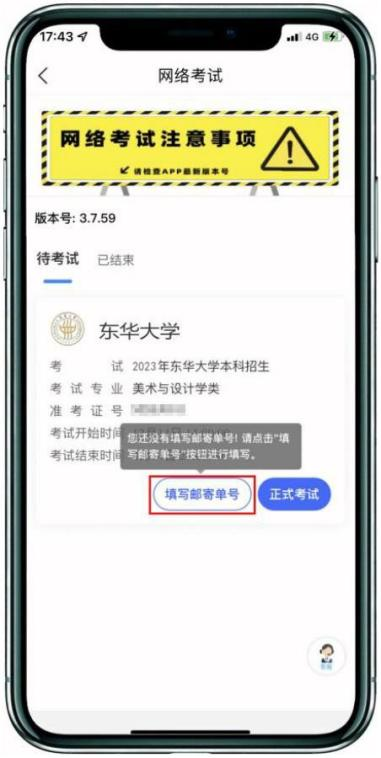 17:43
4G
网络考试
网络考试注意事项
请检查APP最新版本号
版本号: 3.7.59
待考试 已结束
东华大学
考 试 2023年东华大学本科招生
考试专业 美术与设计学类
准考证号
考试开始时间
您还没有填写邮寄单号! 请点击"填
写邮寄单号"按钮进行填写。
考试结束时间
填写邮寄单号 正式考试